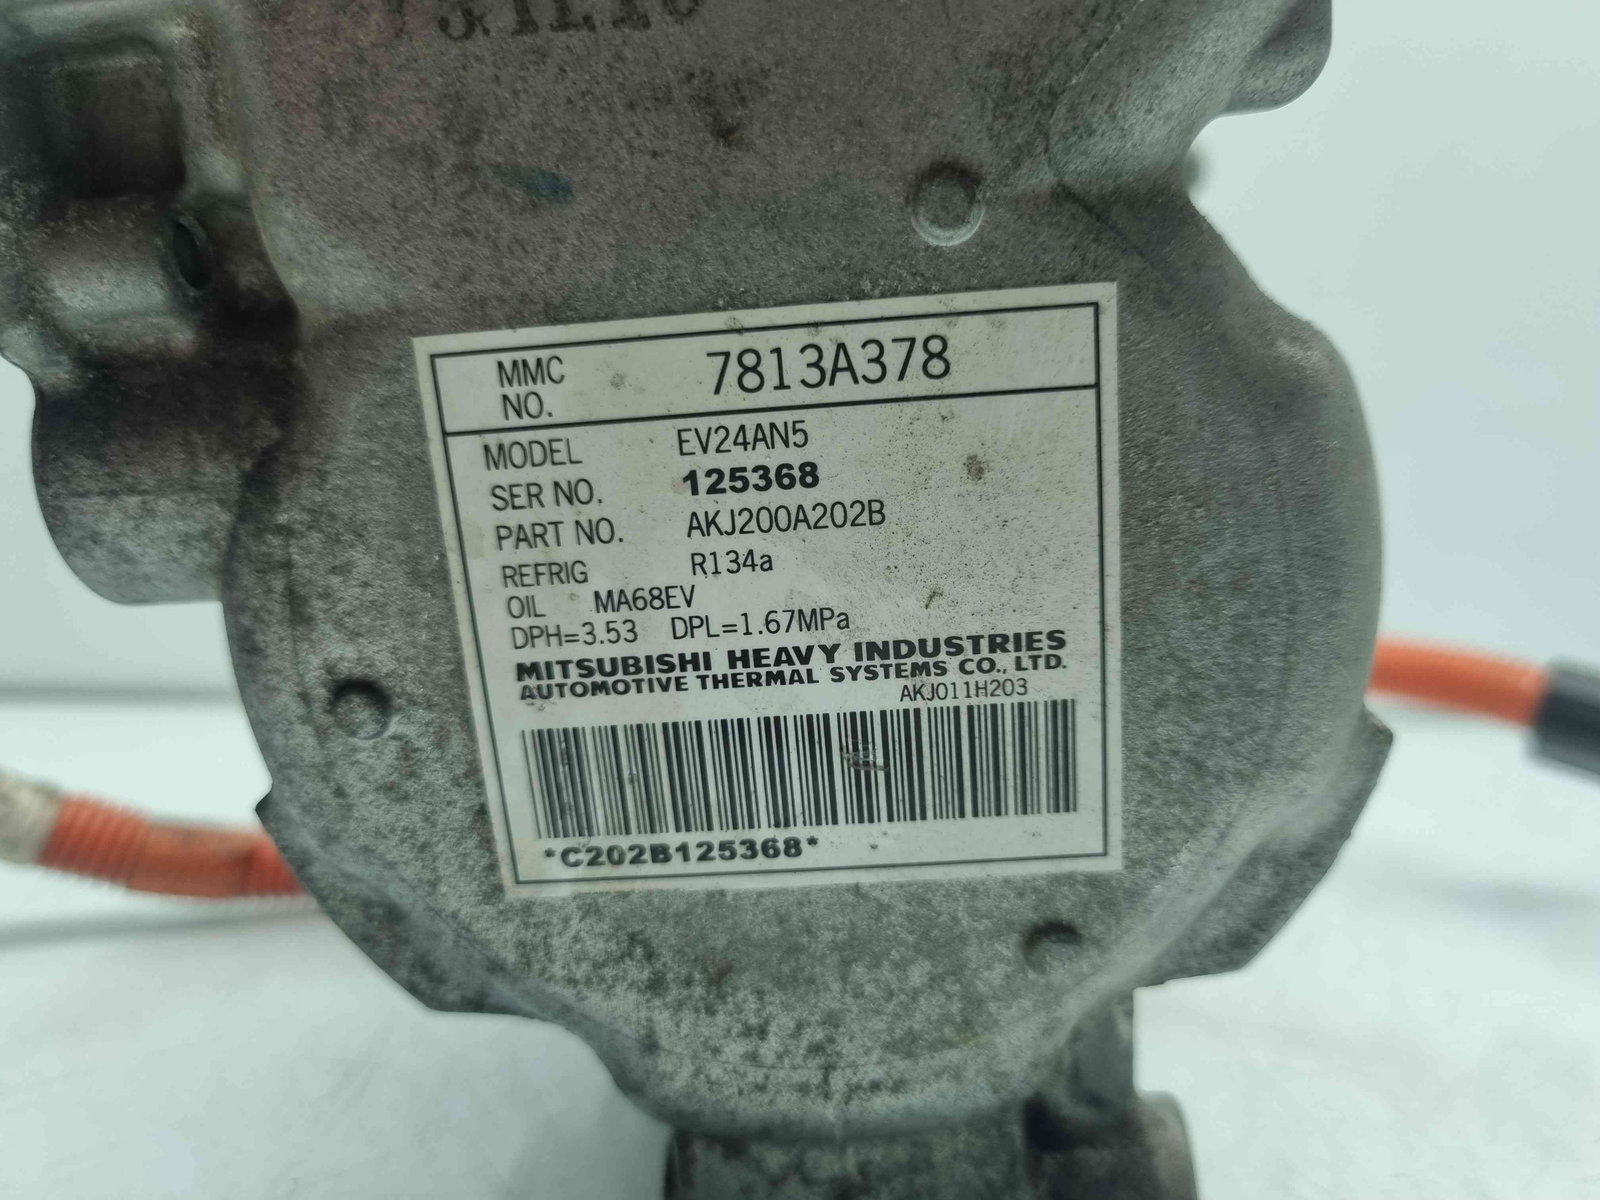 MMC NO. 7813A378
MODEL EV24AN5
SER NO. 125368
PART NO. AKJ200A202B
REFRIG R134a
OIL MA68EV
DPH=3.53 DPL=1.67MPa
MITSUBISHI HEAVY INDUSTRIES
AUTOMOTIVE THERMAL SYSTEMS CO., LTD.
AKJ011H203
*C202B125368*